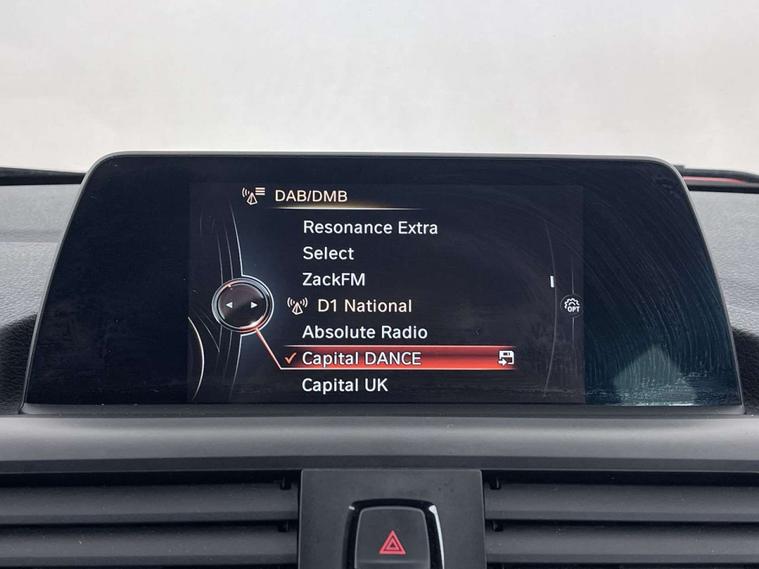 DAB/DMB
Resonance Extra
Select
ZackFM
D1 National
OPT
Absolute Radio
Capital DANCE
Capital UK